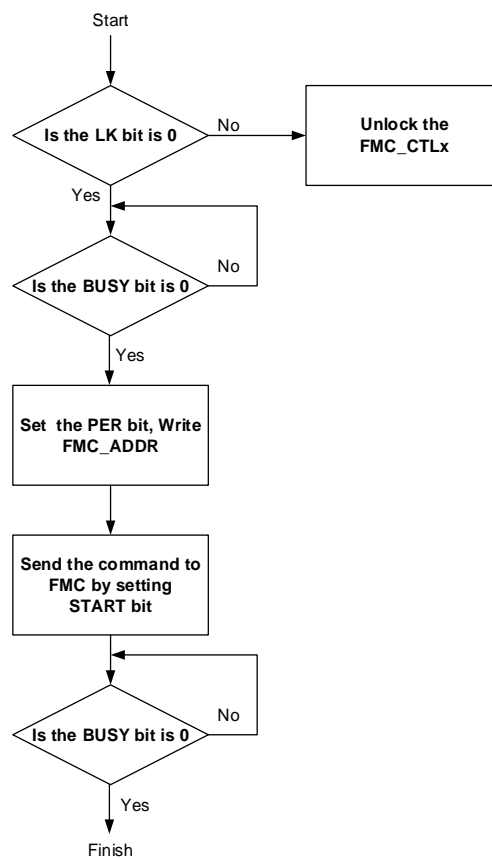 Start
Is the LK bit is 0
No
Unlock the
FMC_CTLx
Yes
Is the BUSY bit is 0
No
Yes
Set the PER bit, Write
FMC_ADDR
Send the command to
FMC by setting
START bit
Is the BUSY bit is 0
No
Yes
Finish